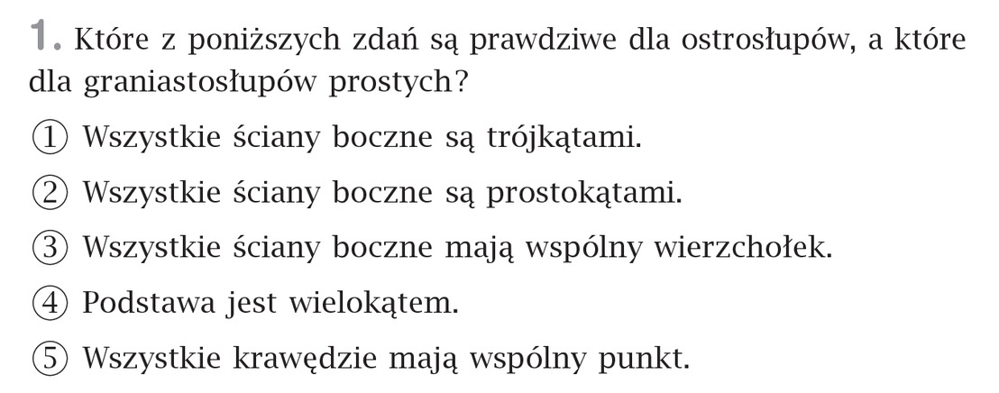 1. Które z poniższych zdań są prawdziwe dla ostrosłupów, a które
dla graniastosłupów prostych?
① Wszystkie ściany boczne są trójkątami.
② Wszystkie ściany boczne są prostokątami.
③ Wszystkie ściany boczne mają wspólny wierzchołek.
④ Podstawa jest wielokątem.
⑤ Wszystkie krawędzie mają wspólny punkt.